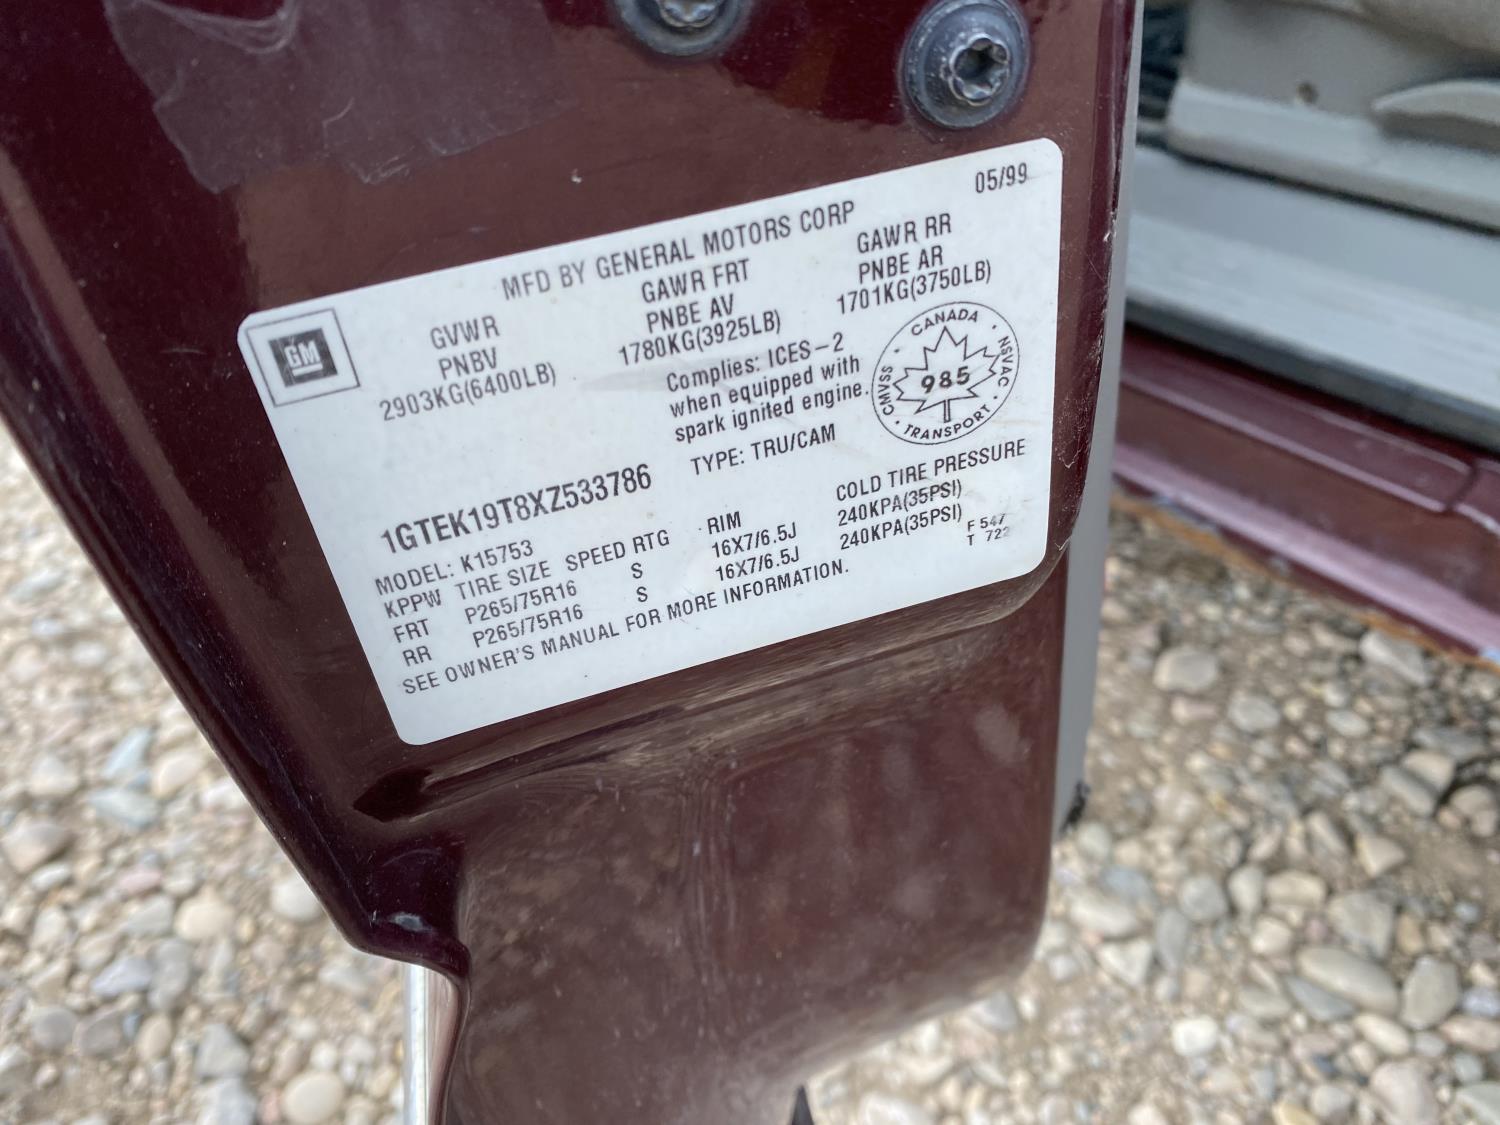 05/99
MFD BY GENERAL MOTORS CORP
GM
GVWR
PNBV
2903KG(6400LB)
GAWR FRT
PNBE AV
1780KG(3925LB)
GAWR RR
PNBE AR
1701KG(3750LB)
Complies: ICES-2
when equipped with
spark ignited engine.
CANADA · NSVAC · TRANSPORT · CMVSS ·
985
1GTEK19T8XZ533786
TYPE: TRU/CAM
MODEL: K15753
KPPW TIRE SIZE SPEED RTG RIM COLD TIRE PRESSURE
FRT P265/75R16 S 16X7/6.5J 240KPA(35PSI)
RR P265/75R16 S 16X7/6.5J 240KPA(35PSI)
SEE OWNER'S MANUAL FOR MORE INFORMATION.
F 547
T 722